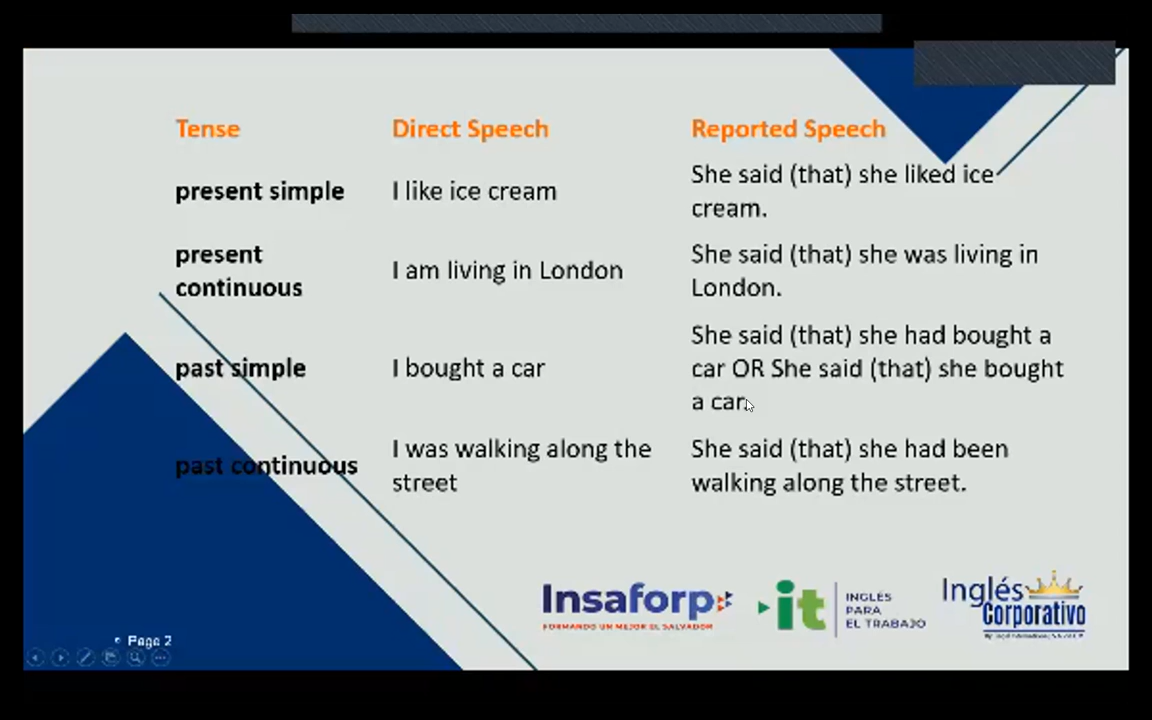 Tense Direct Speech Reported Speech
present simple I like ice cream She said (that) she liked ice
cream.
present
continuous I am living in London She said (that) she was living in
London.
past simple I bought a car She said (that) she had bought a
car OR She said (that) she bought
a car.
past continuous I was walking along the
street She said (that) she had been
walking along the street.
Insaforp
FORMANDO UN MEJOR EL SALVADOR
it
INGLÉS
PARA
EL TRABAJO
Inglés
Corporativo
Page 2